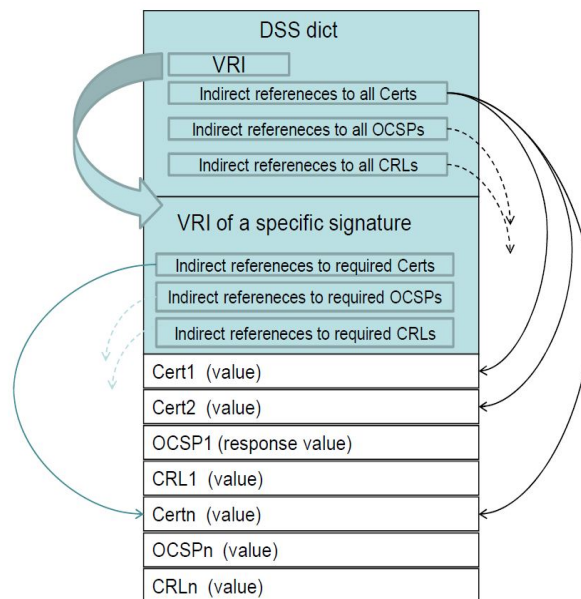 DSS dict
VRI
Indirect refereneces to all Certs
Indirect refereneces to all OCSPs
Indirect refereneces to all CRLs
VRI of a specific signature
Indirect refereneces to required Certs
Indirect refereneces to required OCSPs
Indirect refereneces to required CRLs
Cert1 (value)
Cert2 (value)
OCSP1 (response value)
CRL1 (value)
Certn (value)
OCSPn (value)
CRLn (value)